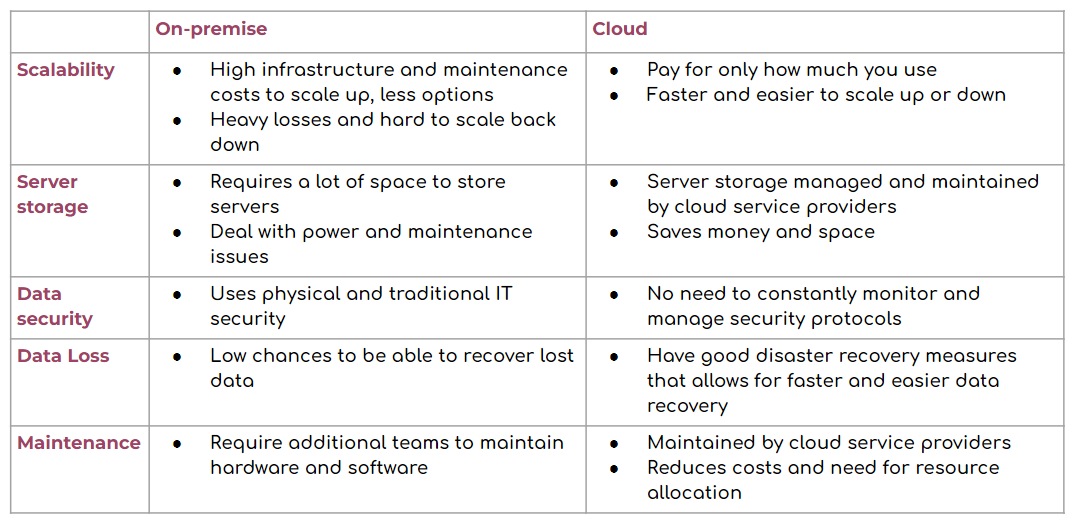 On-premise
Cloud
Scalability
● High infrastructure and maintenance
costs to scale up, less options
● Heavy losses and hard to scale back
down
● Pay for only how much you use
● Faster and easier to scale up or down
Server
storage
● Requires a lot of space to store
servers
● Deal with power and maintenance
issues
● Server storage managed and maintained
by cloud service providers
● Saves money and space
Data
security
● Uses physical and traditional IT
security
● No need to constantly monitor and
manage security protocols
Data Loss
● Low chances to be able to recover lost
data
● Have good disaster recovery measures
that allows for faster and easier data
recovery
Maintenance
● Require additional teams to maintain
hardware and software
● Maintained by cloud service providers
● Reduces costs and need for resource
allocation